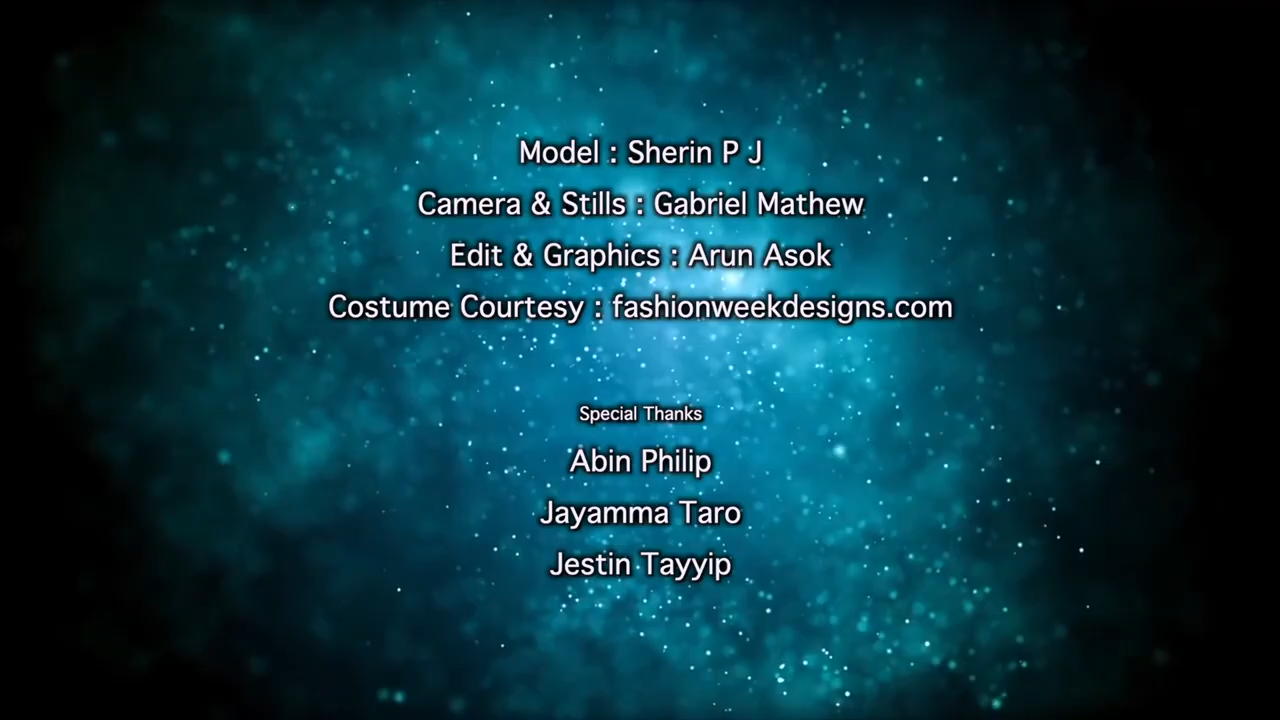 Model : Sherin P J
Camera & Stills : Gabriel Mathew
Edit & Graphics : Arun Asok
Costume Courtesy : fashionweekdesigns.com
Special Thanks
Abin Philip
Jayamma Taro
Jestin Tayyip